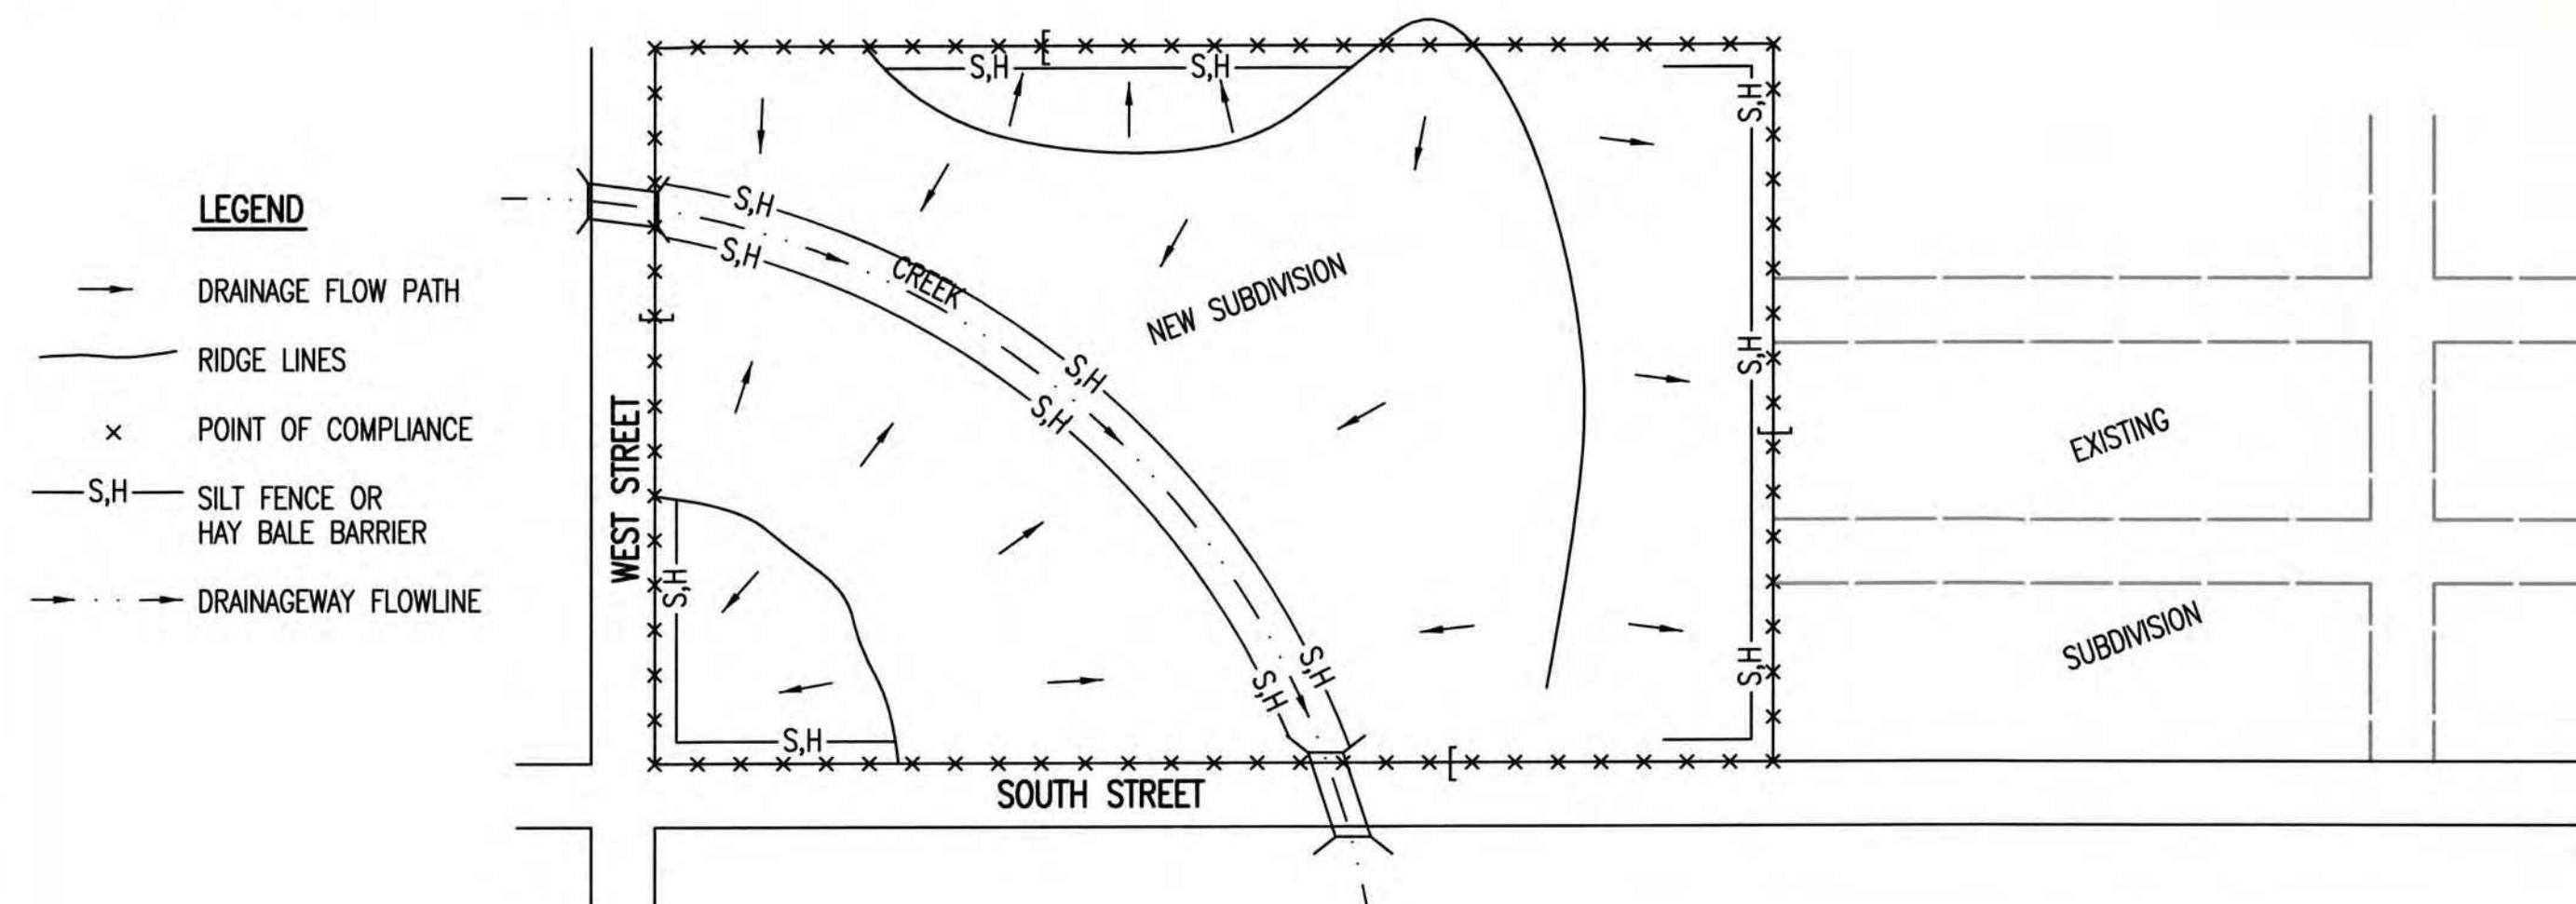 LEGEND
DRAINAGE FLOW PATH
RIDGE LINES
POINT OF COMPLIANCE
S,H
SILT FENCE OR
HAY BALE BARRIER
DRAINAGEWAY FLOWLINE
S,H
S,H
S,H
S,H
S,H
CREEK
NEW SUBDIVISION
S,H
S,H
S,H
WEST STREET
EXISTING
S,H
SUBDIVISION
S,H
S,H
S,H
S,H
SOUTH STREET